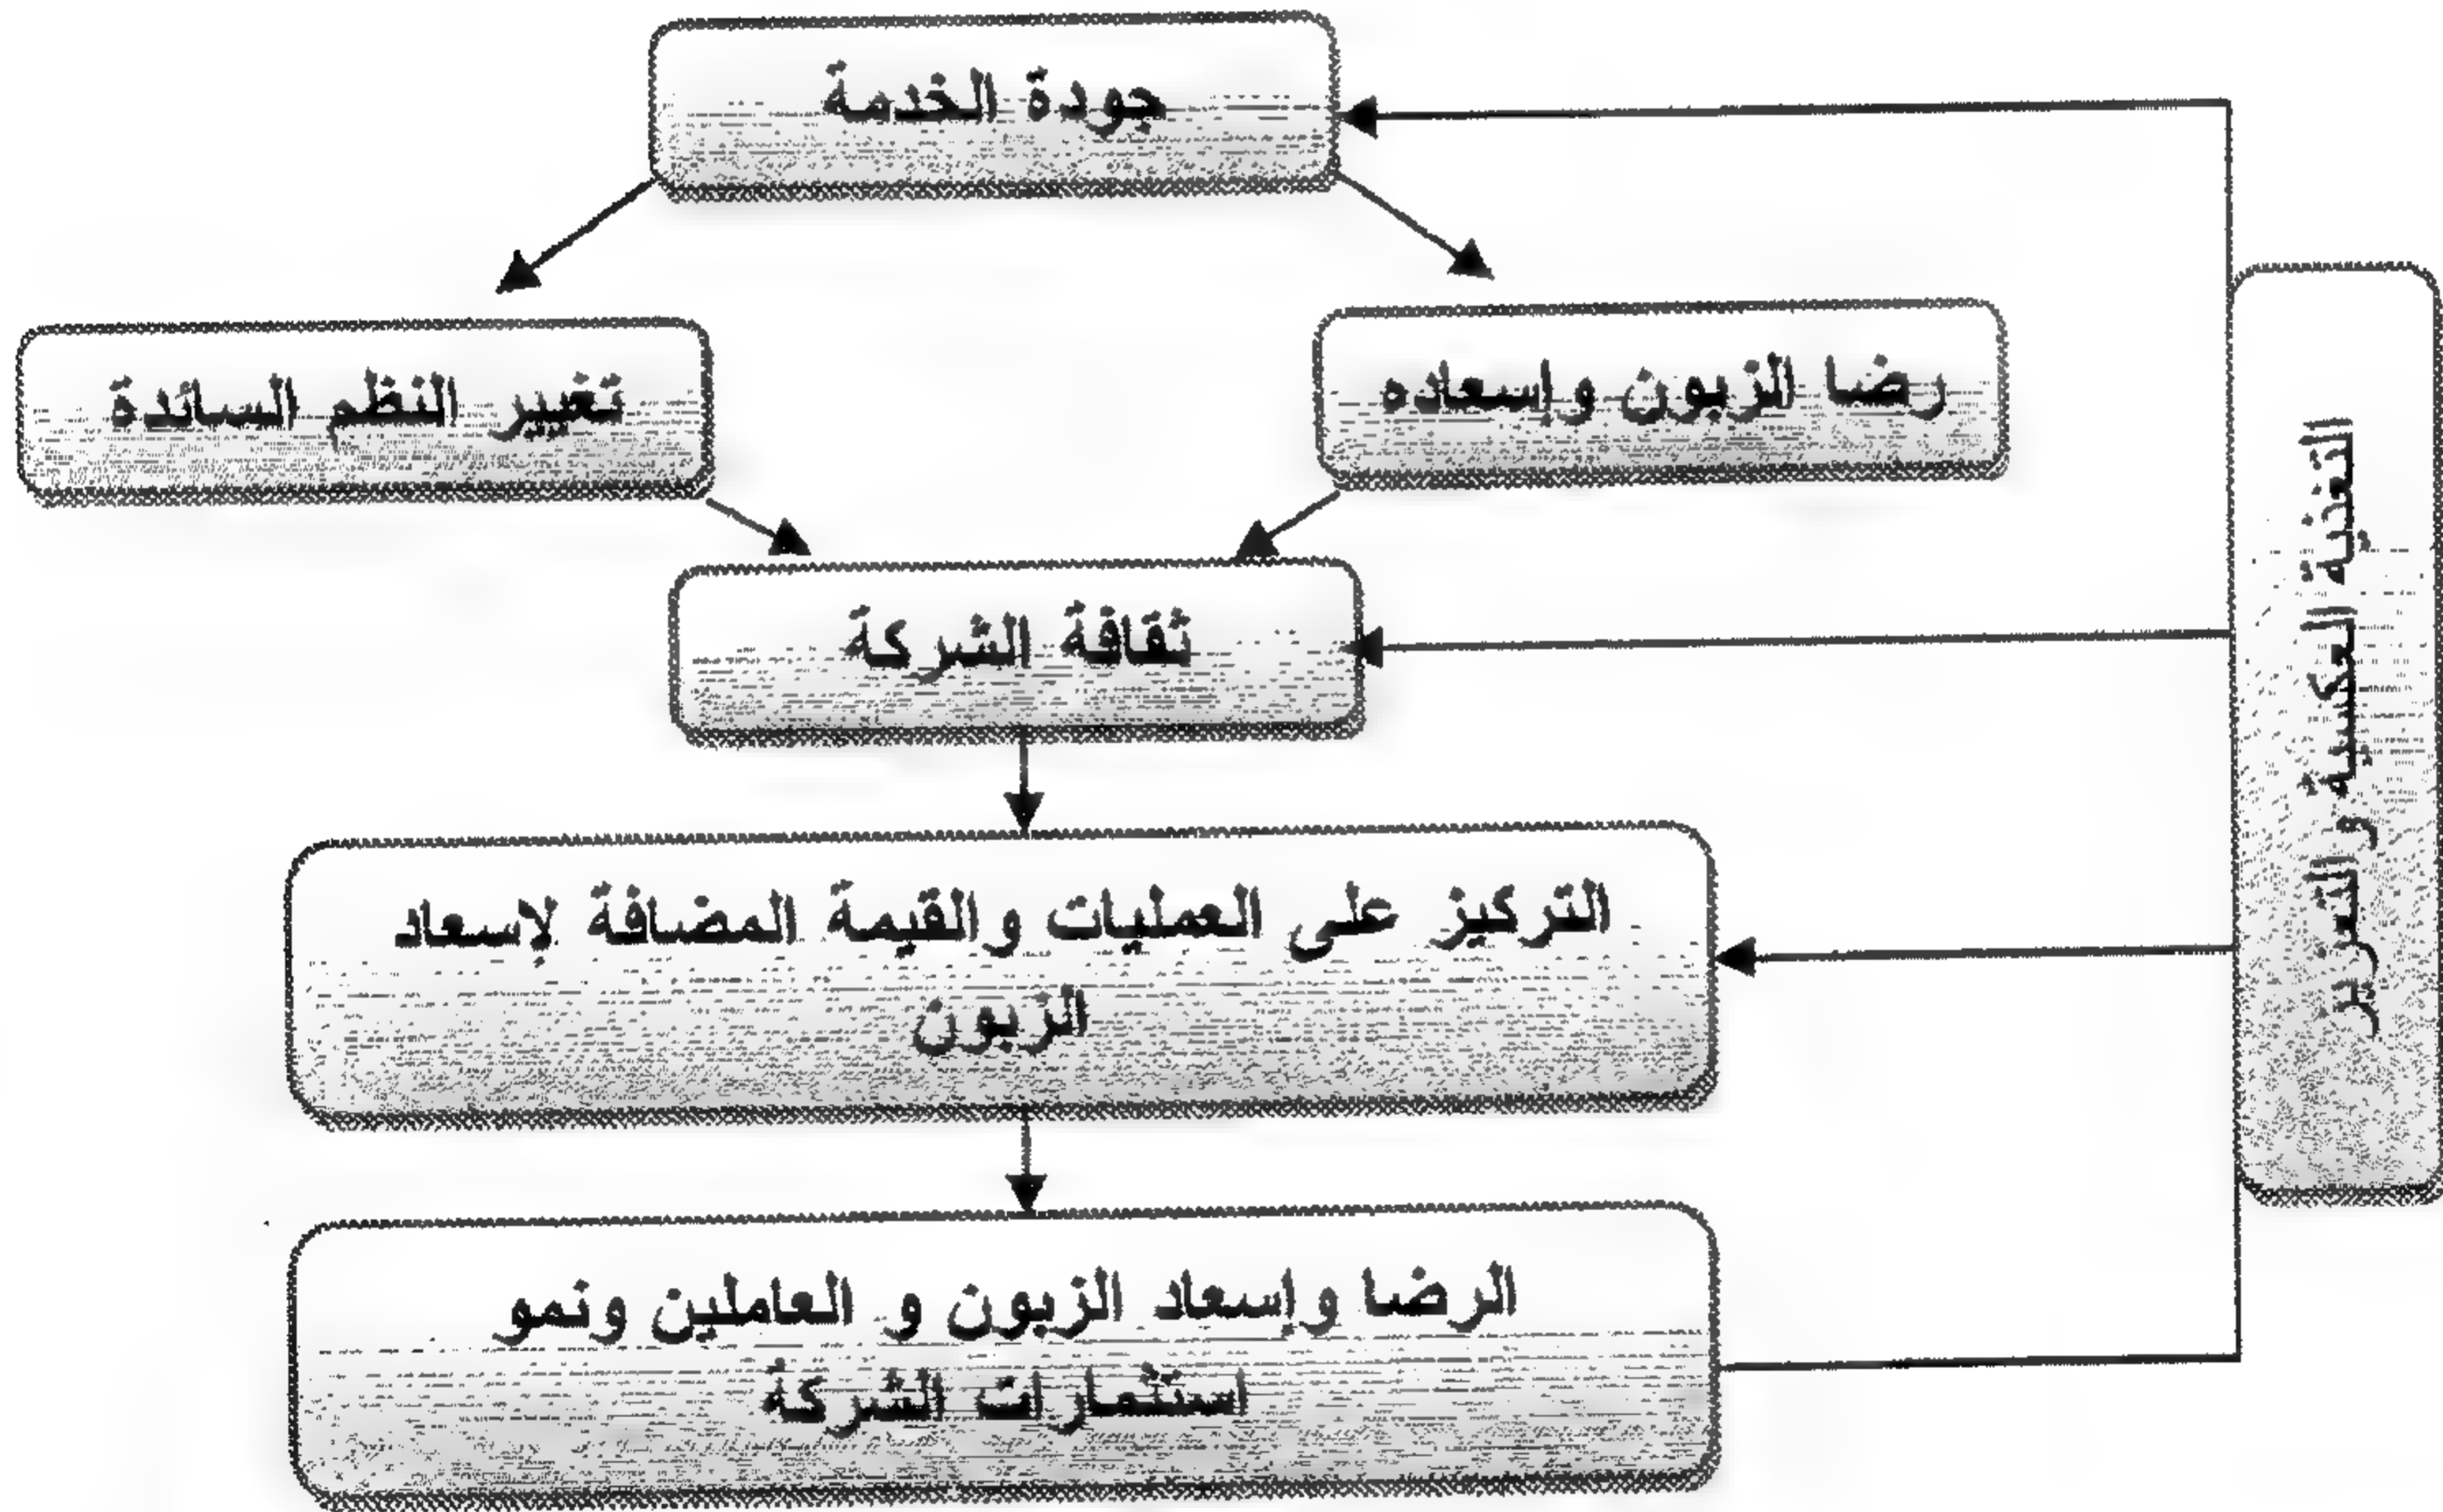 جودة الخدمة
رضا الزبون وإسعاده
تغيير النظم السائدة
ثقافة الشركة
التركيز على العمليات والقيمة المضافة لإسعاد
الزبون
الرضا وإسعاد الزبون و العاملين ونمو
استثمارات الشركة
التغذية العكسية والتعزيز